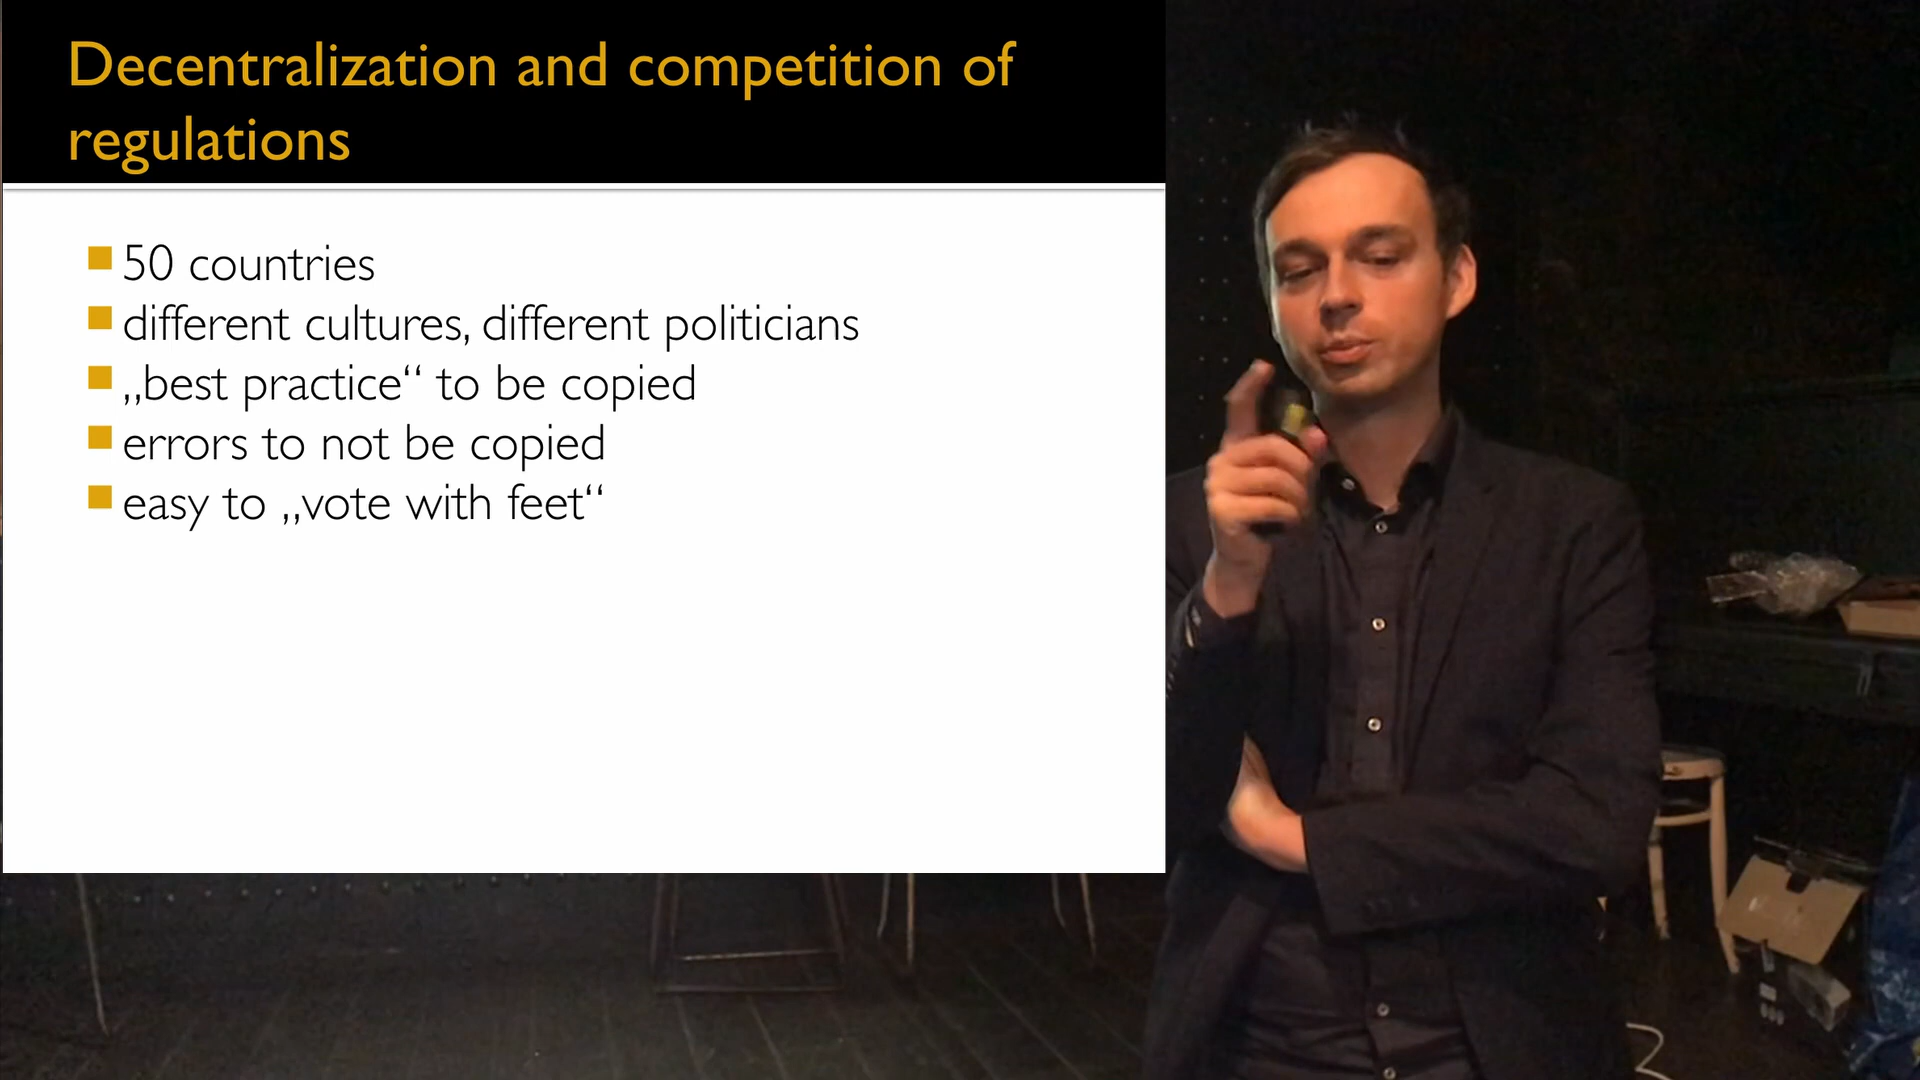 Decentralization and competition of
regulations
50 countries
different cultures, different politicians
„best practice“ to be copied
errors to not be copied
easy to „vote with feet“